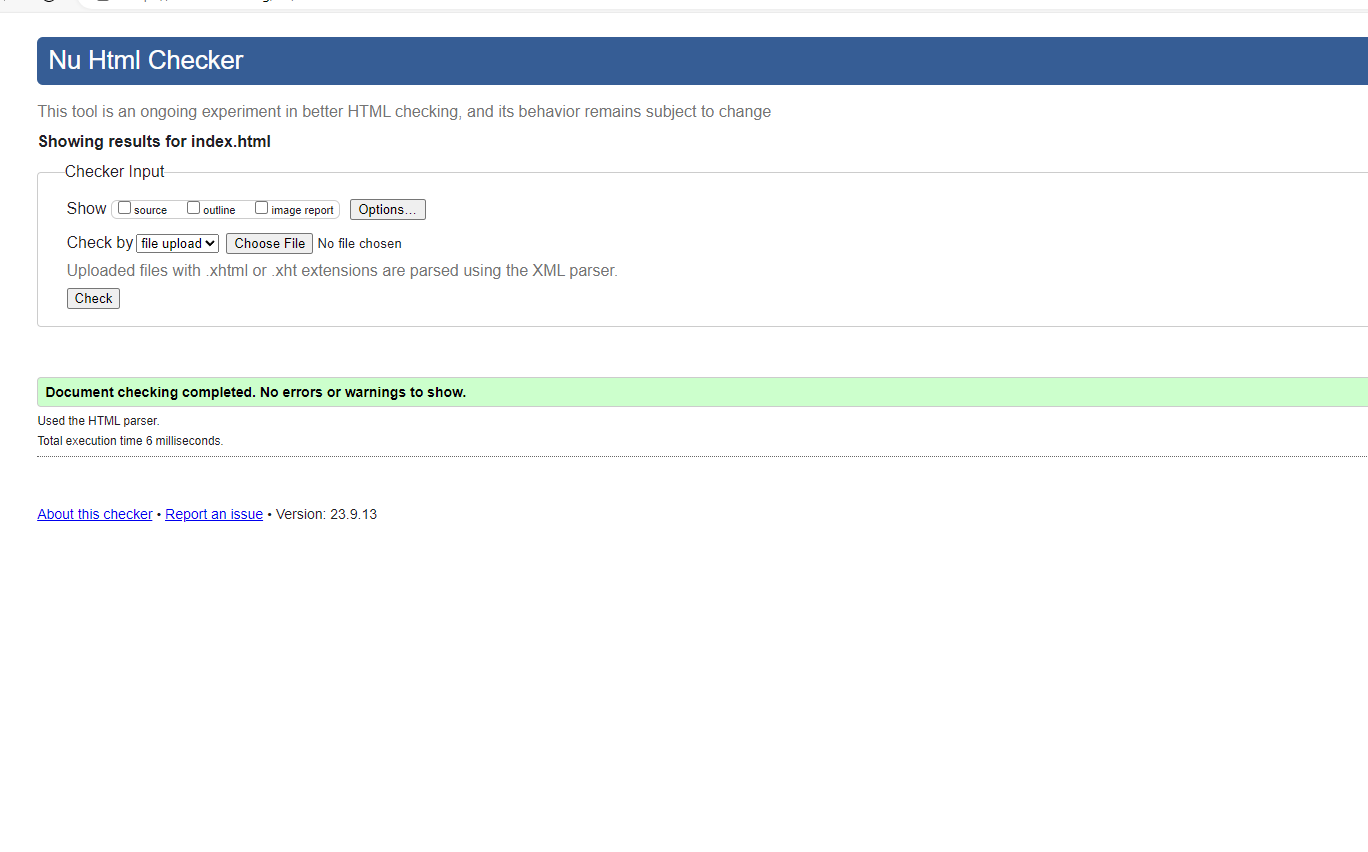 Nu Html Checker
This tool is an ongoing experiment in better HTML checking, and its behavior remains subject to change
Showing results for index.html
Checker Input
Show source outline image report Options...
Check by file upload Choose File No file chosen
Uploaded files with .xhtml or .xht extensions are parsed using the XML parser.
Check
Document checking completed. No errors or warnings to show.
Used the HTML parser.
Total execution time 6 milliseconds.
About this checker • Report an issue • Version: 23.9.13